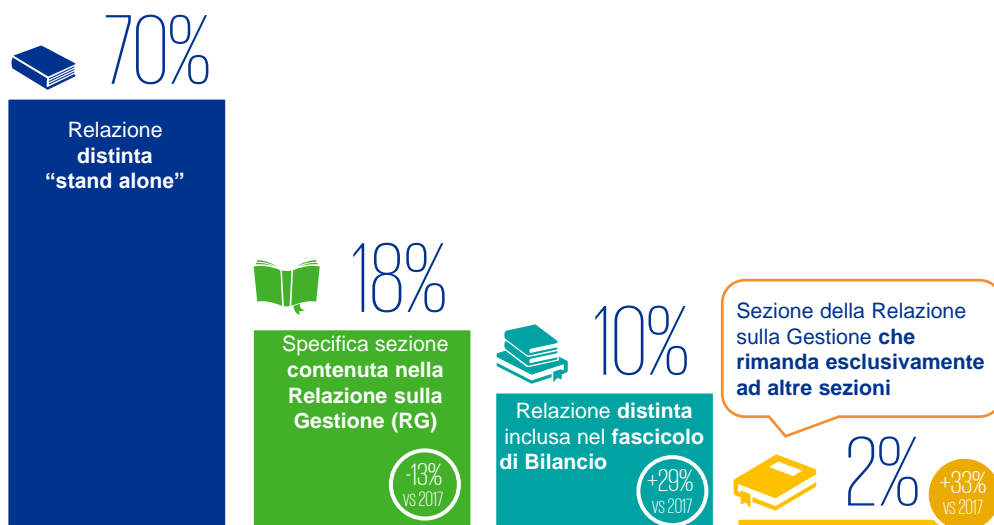 70%
Relazione
distinta
“stand alone”
18%
Specifica sezione
contenuta nella
Relazione sulla
Gestione (RG)
-13%
vs 2017
10%
Relazione distinta
inclusa nel fascicolo
di Bilancio
+29%
vs 2017
Sezione della Relazione
sulla Gestione che
rimanda esclusivamente
ad altre sezioni
2%
+33%
vs 2017